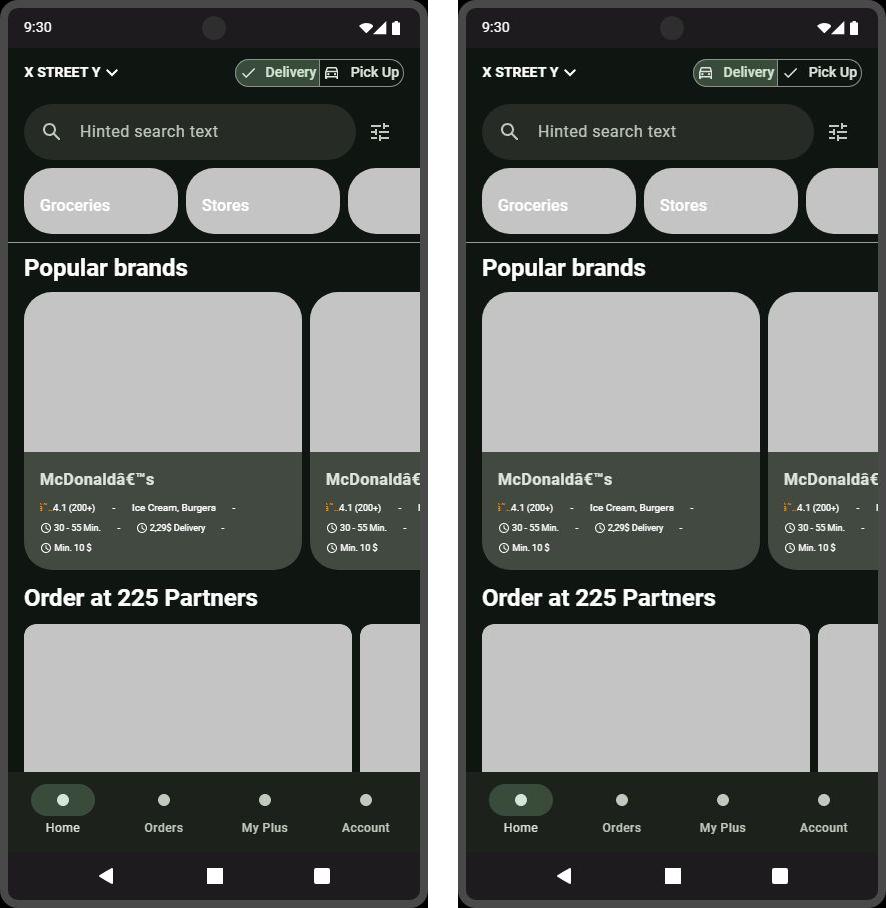 9:30
X STREET Y
Delivery
Pick Up
Hinted search text
Groceries
Stores
Popular brands
McDonaldâ€™s
4.1 (200+) - Ice Cream, Burgers -
30 - 55 Min. - 2,29$ Delivery -
Min. 10 $
McDonaldâ€
4.1 (200+) -
30 - 55 Min. -
Min. 10 $
Order at 225 Partners
Home
Orders
My Plus
Account
9:30
X STREET Y
Delivery
Pick Up
Hinted search text
Groceries
Stores
Popular brands
McDonaldâ€™s
4.1 (200+) - Ice Cream, Burgers -
30 - 55 Min. - 2,29$ Delivery -
Min. 10 $
McDonaldâ€
4.1 (200+) -
30 - 55 Min. -
Min. 10 $
Order at 225 Partners
Home
Orders
My Plus
Account